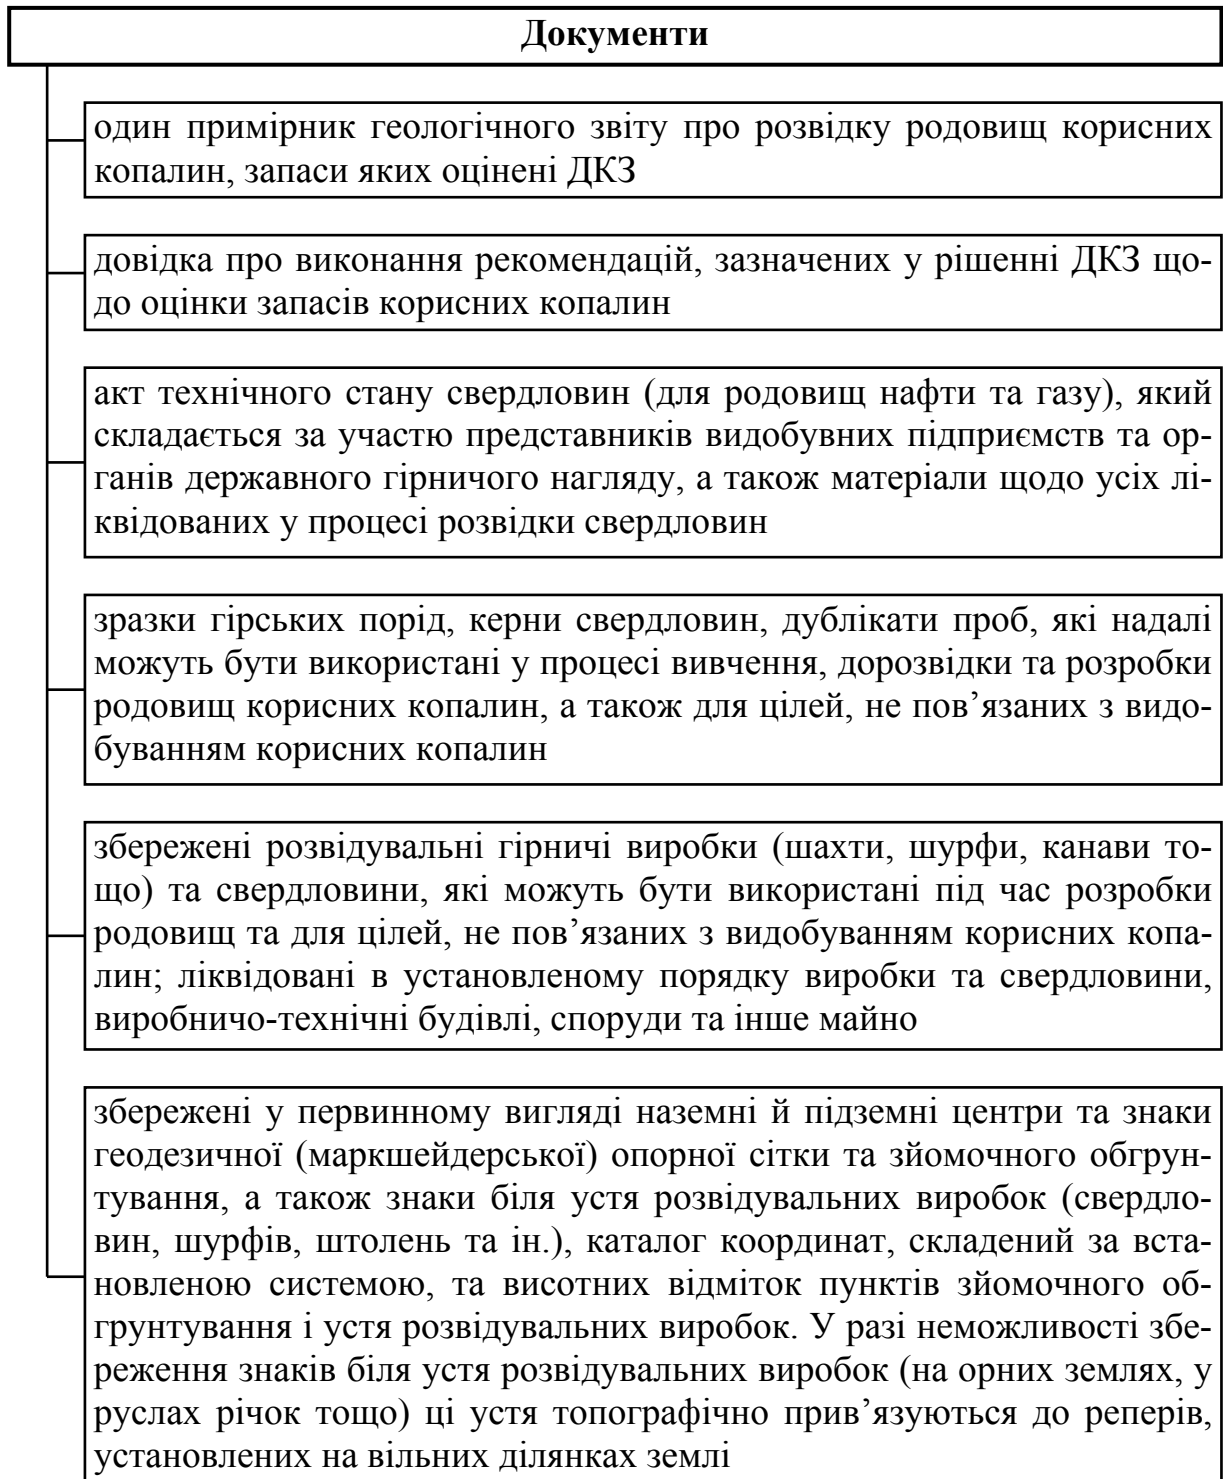 Документи
один примірник геологічного звіту про розвідку родовищ корисних
копалин, запаси яких оцінені ДКЗ
довідка про виконання рекомендацій, зазначених у рішенні ДКЗ що-
до оцінки запасів корисних копалин
акт технічного стану свердловин (для родовищ нафти та газу), який
складається за участю представників видобувних підприємств та ор-
ганів державного гірничого нагляду, а також матеріали щодо усіх лі-
квідованих у процесі розвідки свердловин
зразки гірських порід, керни свердловин, дублікати проб, які надалі
можуть бути використані у процесі вивчення, дорозвідки та розробки
родовищ корисних копалин, а також для цілей, не пов’язаних з видо-
буванням корисних копалин
збережені розвідувальні гірничі виробки (шахти, шурфи, канави то-
що) та свердловини, які можуть бути використані під час розробки
родовищ та для цілей, не пов’язаних з видобуванням корисних копа-
лин; ліквідовані в установленому порядку виробки та свердловини,
виробничо-технічні будівлі, споруди та інше майно
збережені у первинному вигляді наземні й підземні центри та знаки
геодезичної (маркшейдерської) опорної сітки та зйомочного обгрун-
тування, а також знаки біля устя розвідувальних виробок (свердло-
вин, шурфів, штолень та ін.), каталог координат, складений за вста-
новленою системою, та висотних відміток пунктів зйомочного об-
грунтування і устя розвідувальних виробок. У разі неможливості збе-
реження знаків біля устя розвідувальних виробок (на орних землях, у
руслах річок тощо) ці устя топографічно прив’язуються до реперів,
установлених на вільних ділянках землі